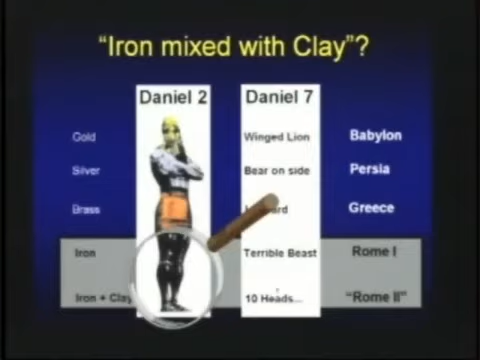 "Iron mixed with Clay"?
Daniel 2 Daniel 7
Gold Winged Lion Babylon
Silver Bear on side Persia
Brass Greece
Iron Terrible Beast Rome I
Iron + Clay 10 Heads... "Rome II"